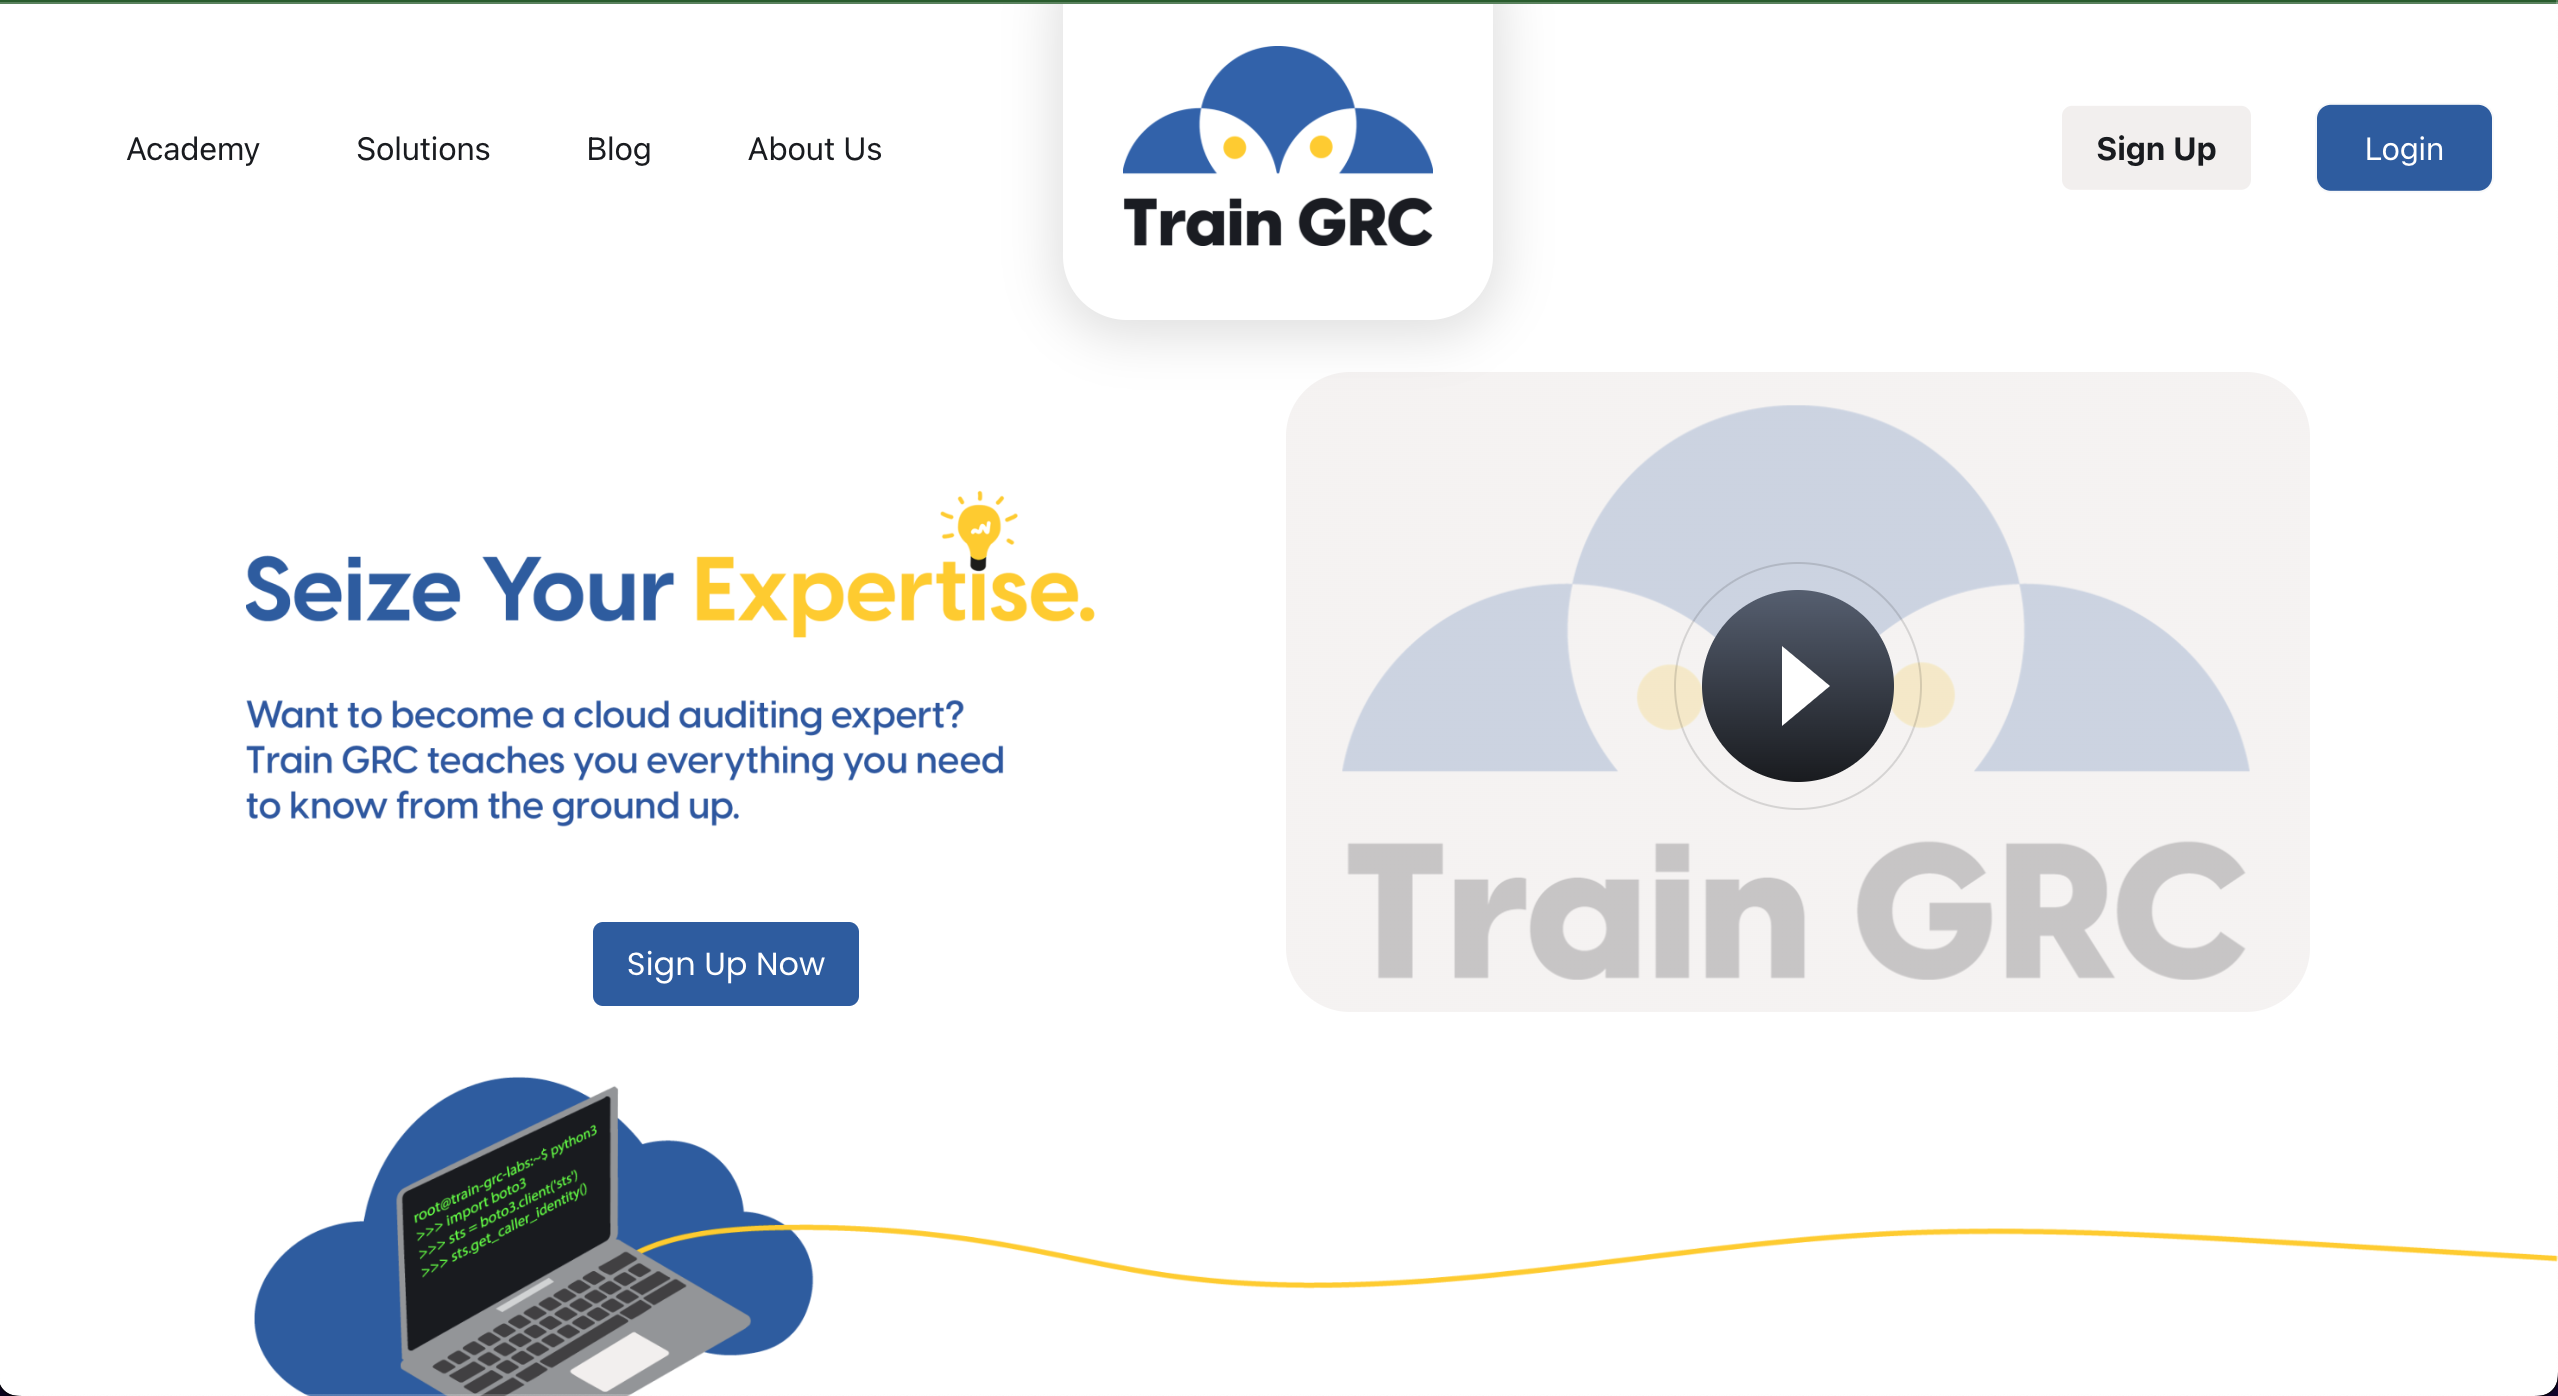 Academy
Solutions
Blog
About Us
Train GRC
Sign Up
Login
Seize Your Expertise.
Want to become a cloud auditing expert?
Train GRC teaches you everything you need
to know from the ground up.
Sign Up Now
Train GRC
root@train-grc-labs:~$ python3
>>> import boto3
>>> sts = boto3.client('sts')
>>> sts.get_caller_identity()